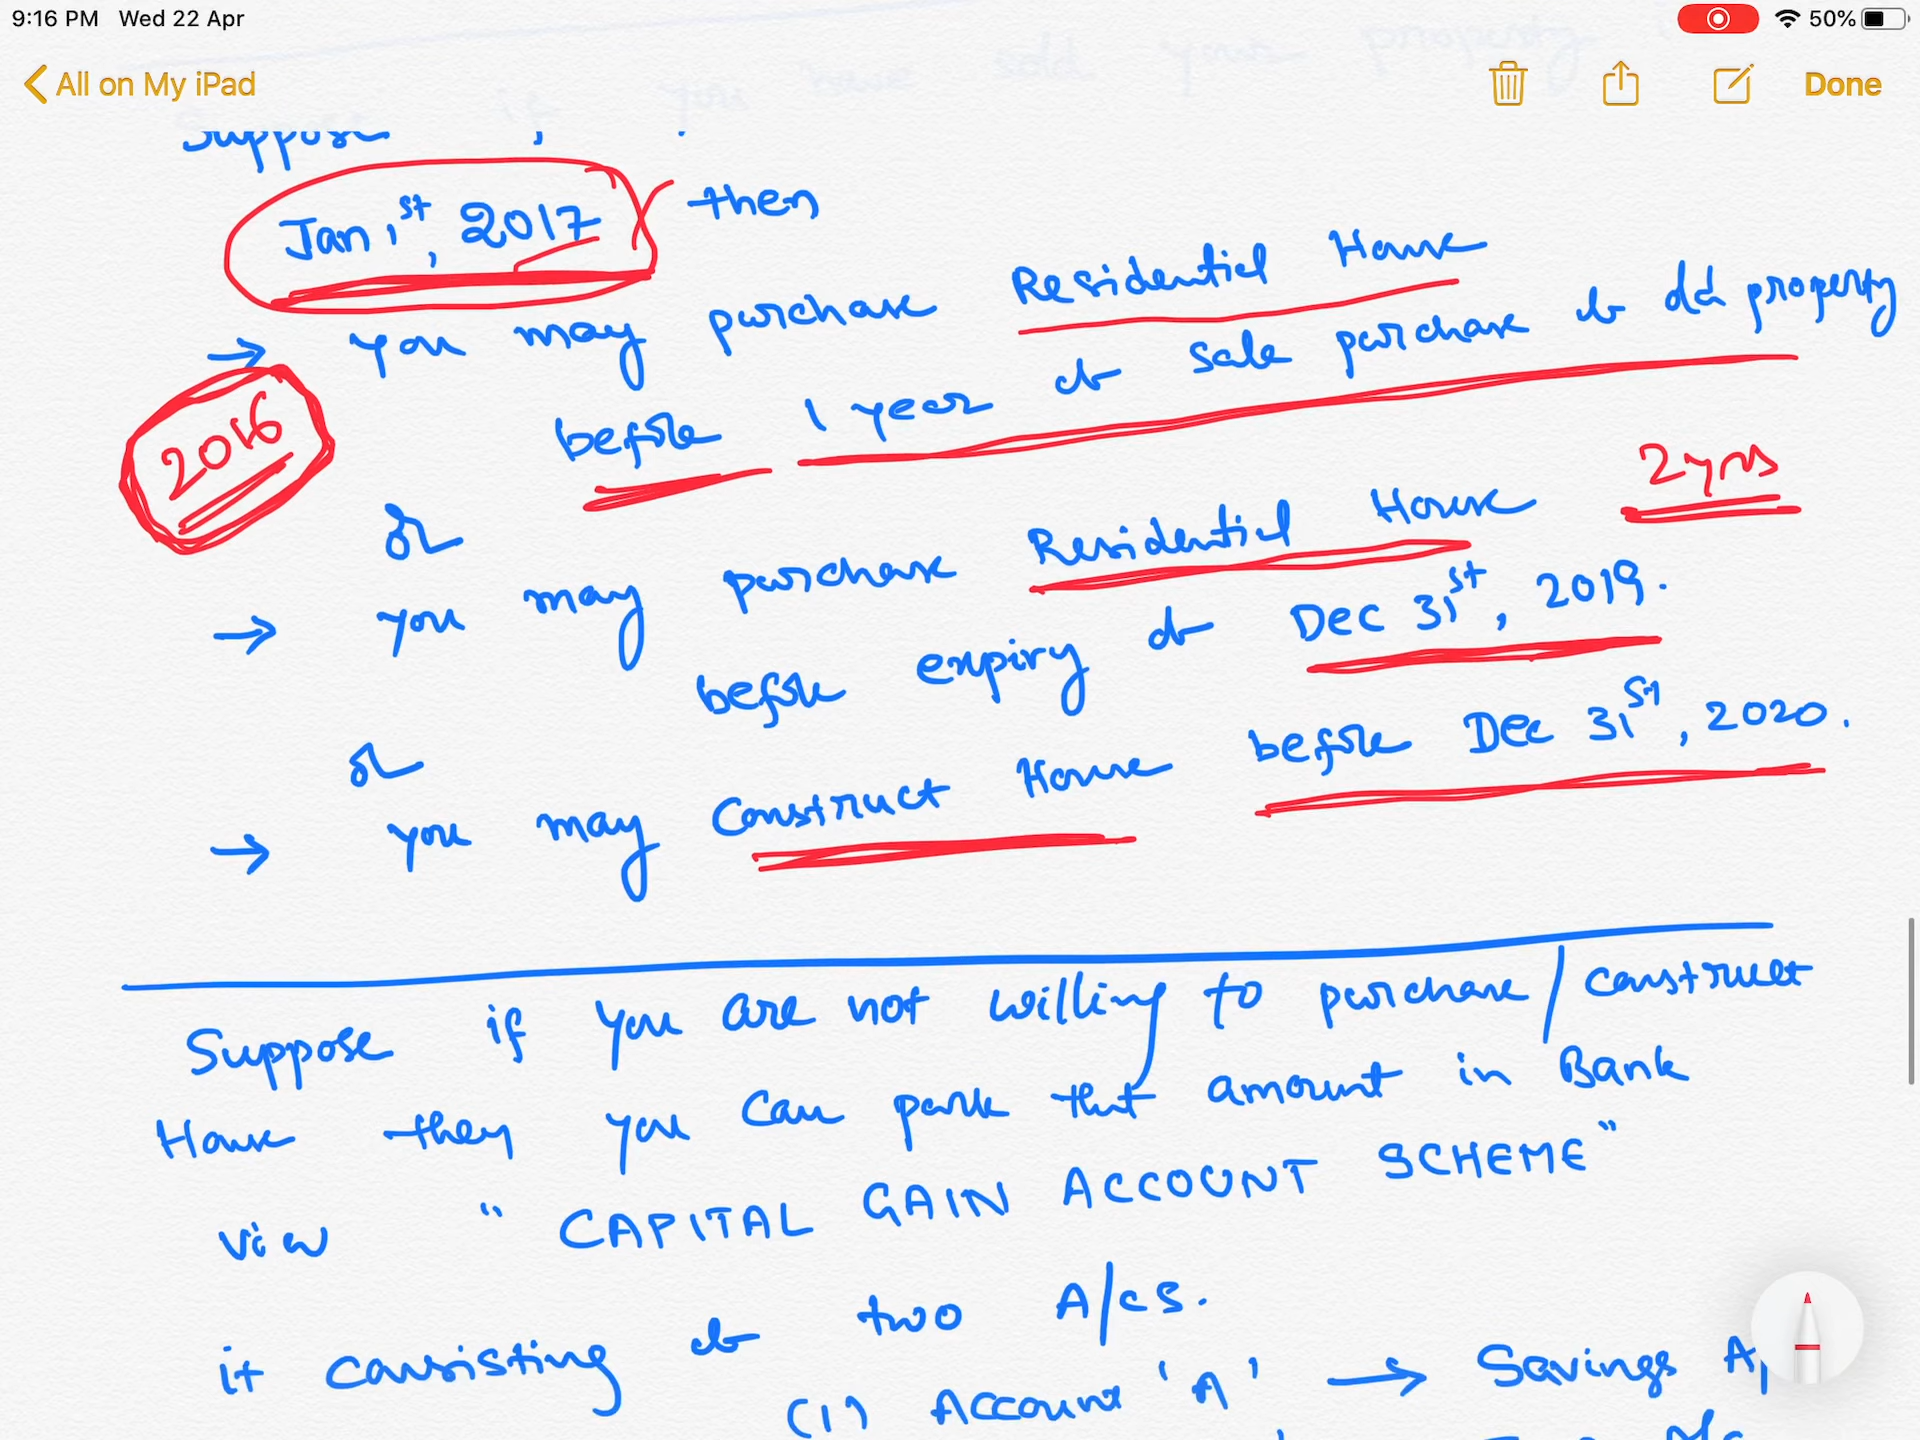 9:16 PM Wed 22 Apr 50%
All on My iPad Done
Suppose
Jan 1st, 2017 then
→ you may purchase Residential House
before 1 year of sale purchase of old property
2016
or 2yrs
→ you may purchase Residential House
before expiry of Dec 31st, 2019.
or
→ you may Construct House before Dec 31st, 2020.
Suppose if you are not willing to purchase/construct
House they you can park that amount in Bank
view "CAPITAL GAIN ACCOUNT SCHEME"
it consisting of two A/cs.
(1) Account 'A' → Savings A